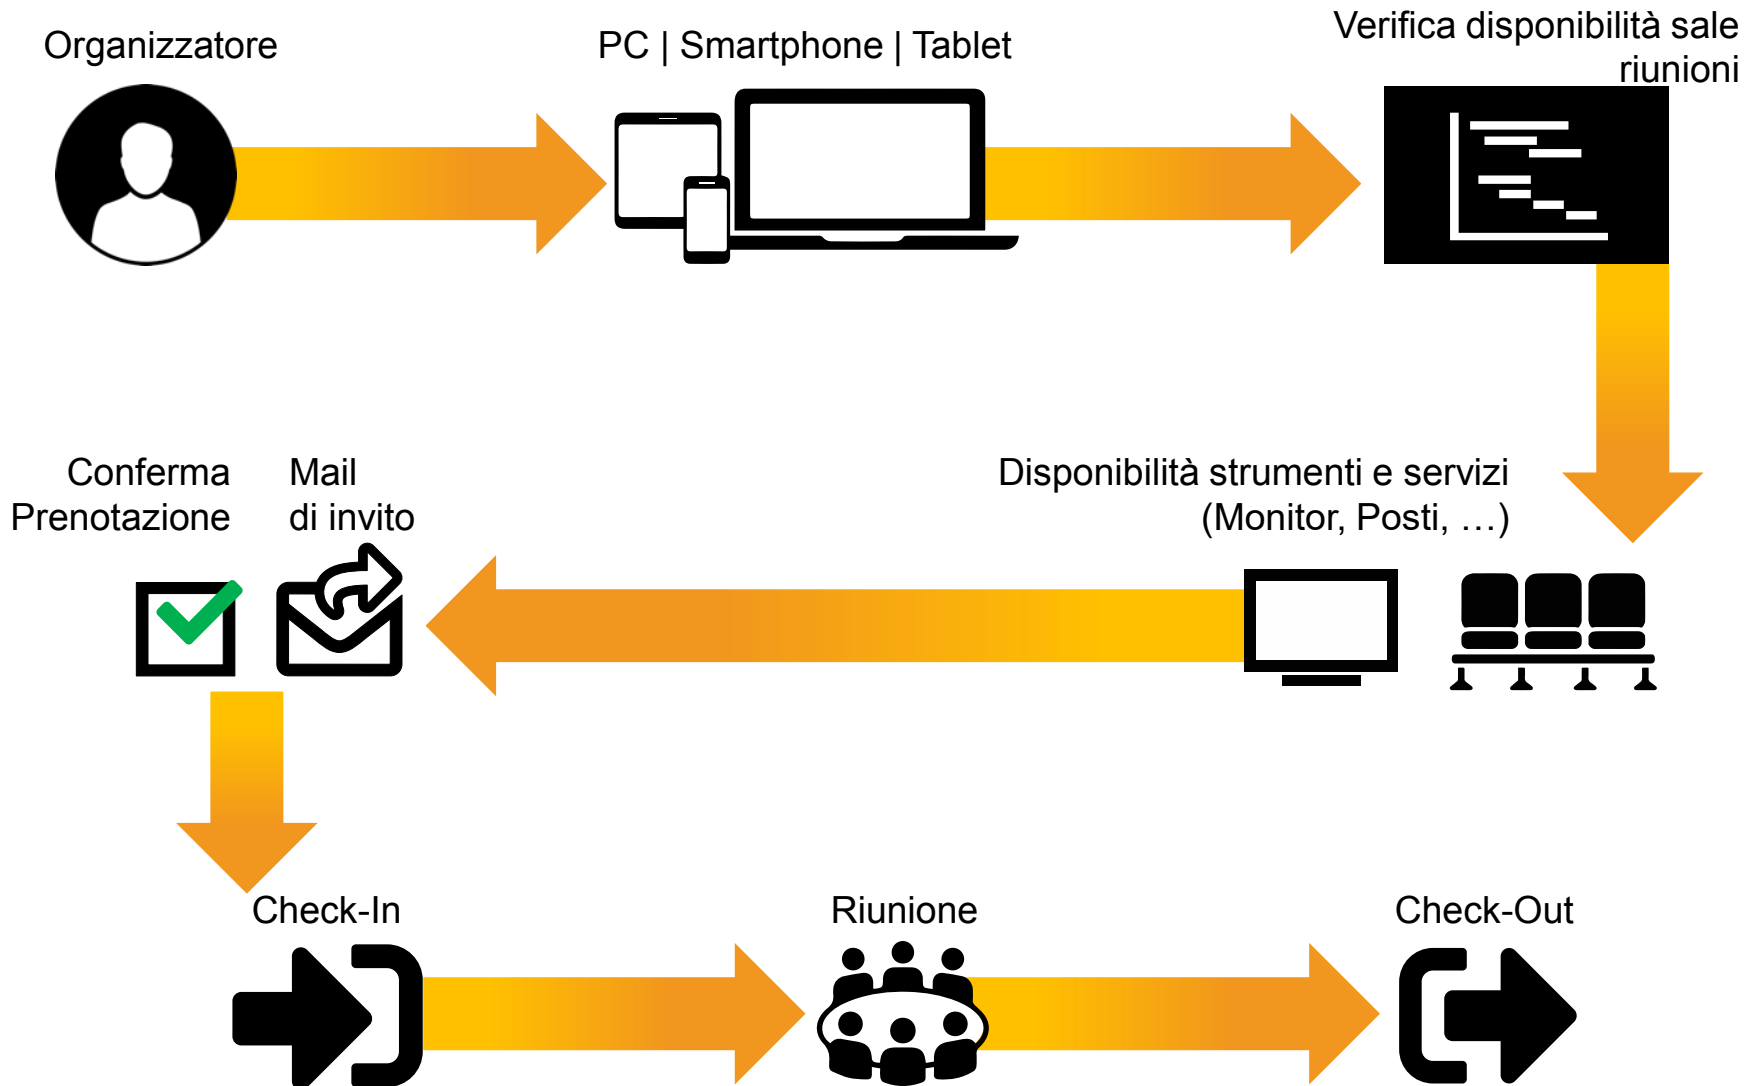 Organizzatore
PC | Smartphone | Tablet
Verifica disponibilità sale
riunioni
Conferma
Prenotazione
Mail
di invito
Disponibilità strumenti e servizi
(Monitor, Posti, …)
Check-In
Riunione
Check-Out